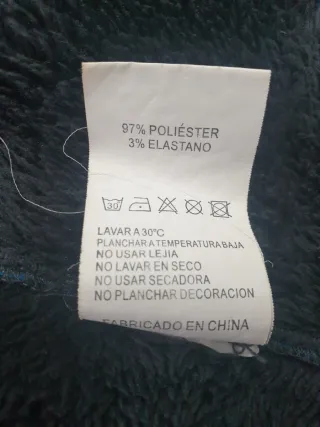 97% POLIÉSTER
3% ELASTANO
30
LAVAR A 30ºC
PLANCHAR A TEMPERATURA BAJA
NO USAR LEJIA
NO LAVAR EN SECO
NO USAR SECADORA
NO PLANCHAR DECORACION
FABRICADO EN CHINA